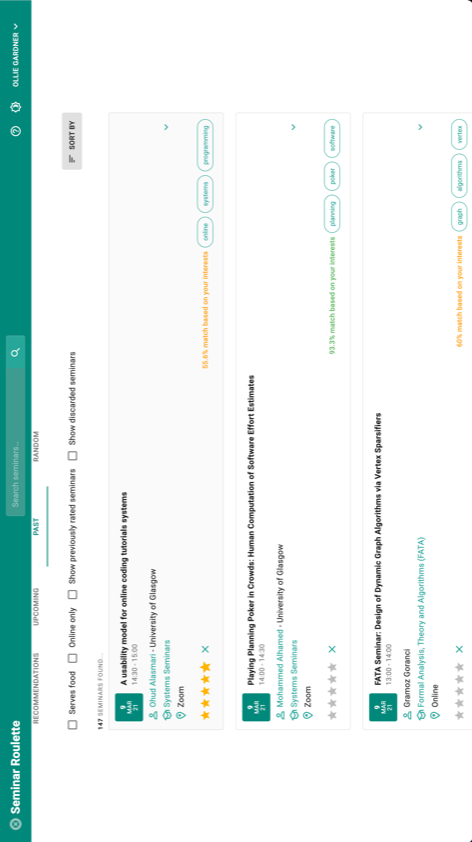 Seminar Roulette
Search seminars...
OLLIE GARDNER
RECOMMENDATIONS UPCOMING PAST RANDOM
Serves food Online only Show previously rated seminars Show discarded seminars
SORT BY
147 SEMINARS FOUND...
9 MAR 21
A usability model for online coding tutorials systems
14:30 - 15:00
Ohud Alasmari - University of Glasgow
Systems Seminars
Zoom
55.6% match based on your interests online systems programming
9 MAR 21
Playing Planning Poker in Crowds: Human Computation of Software Effort Estimates
14:00 - 14:30
Mohammed Alhamed - University of Glasgow
Systems Seminars
Zoom
93.3% match based on your interests planning poker software
9 MAR 21
FATA Seminar: Design of Dynamic Graph Algorithms via Vertex Sparsifiers
13:00 - 14:00
Gramoz Goranci
Formal Analysis, Theory and Algorithms (FATA)
Online
60% match based on your interests graph algorithms vertex